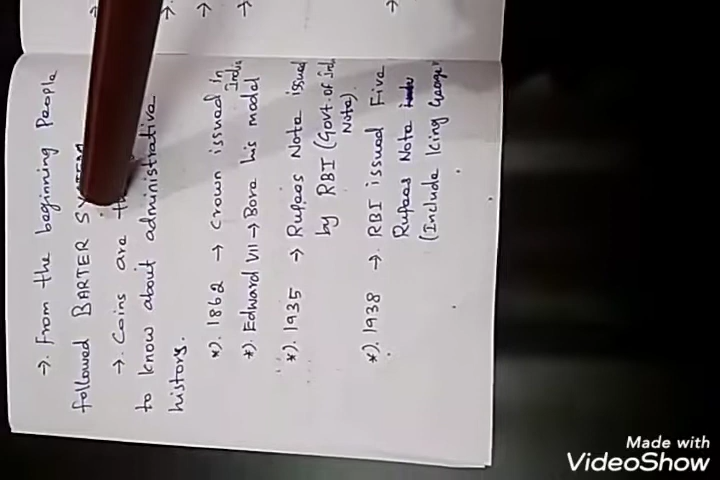 →. From the beginning People
followed BARTER
→. Coins are
to know about administrative
history.
*). 1862 → Crown issued in
India
*). Edward VII → Bore his medal
*). 1935 → Rupees Note issued
by RBI (Govt. of
Note)
*). 1938 → RBI issued Five
Rupees Note
(Include King George
Made with
VideoShow